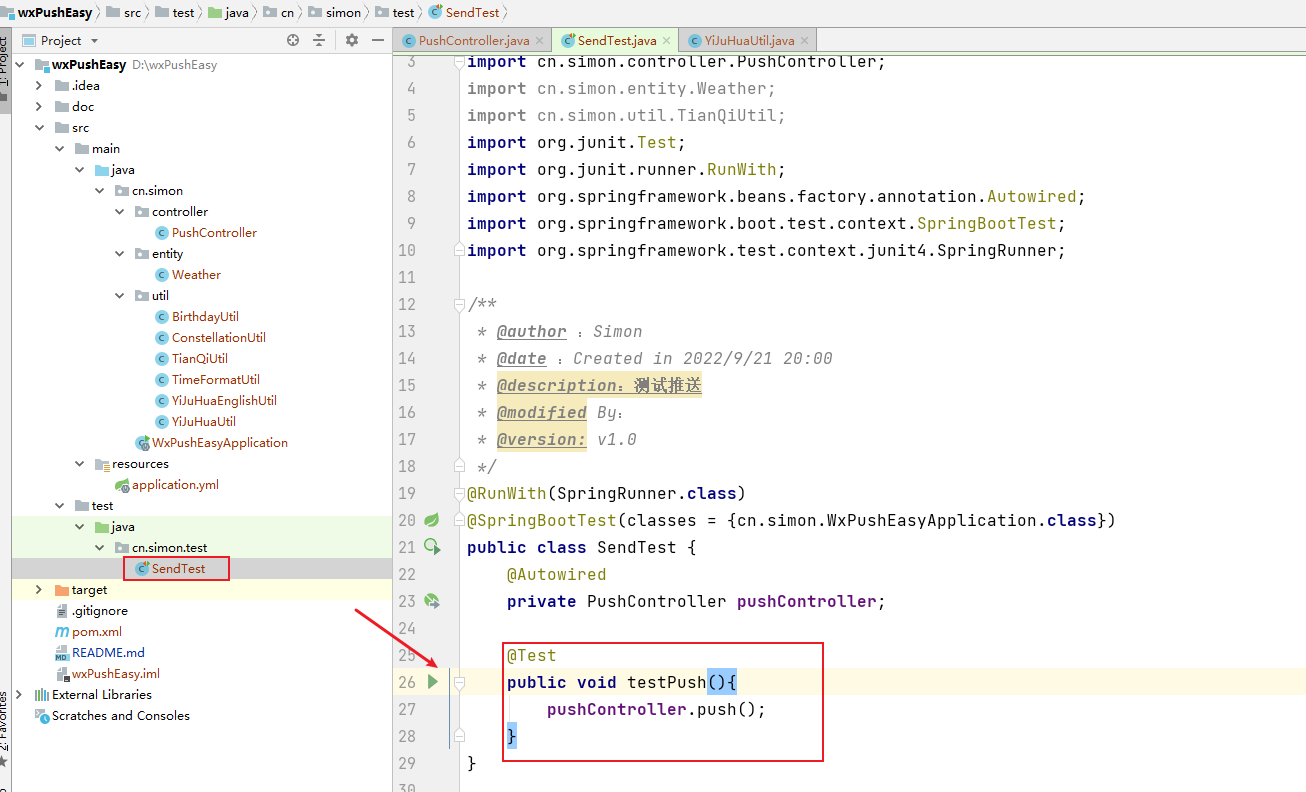 wxPushEasy src test java cn simon test SendTest
1: Project
Project
PushController.java
SendTest.java
YiJuHuaUtil.java
wxPushEasy D:\wxPushEasy
.idea
doc
src
main
java
cn.simon
controller
PushController
entity
Weather
util
BirthdayUtil
ConstellationUtil
TianQiUtil
TimeFormatUtil
YiJuHuaEnglishUtil
YiJuHuaUtil
WxPushEasyApplication
resources
application.yml
test
java
cn.simon.test
SendTest
target
.gitignore
pom.xml
README.md
wxPushEasy.iml
External Libraries
Scratches and Consoles
2: Favorites
3 import cn.simon.controller.PushController;
4 import cn.simon.entity.Weather;
5 import cn.simon.util.TianQiUtil;
6 import org.junit.Test;
7 import org.junit.runner.RunWith;
8 import org.springframework.beans.factory.annotation.Autowired;
9 import org.springframework.boot.test.context.SpringBootTest;
10 import org.springframework.test.context.junit4.SpringRunner;
11
12 /**
13 * @author ：Simon
14 * @date ：Created in 2022/9/21 20:00
15 * @description：测试推送
16 * @modified By：
17 * @version: v1.0
18 */
19 @RunWith(SpringRunner.class)
20 @SpringBootTest(classes = {cn.simon.WxPushEasyApplication.class})
21 public class SendTest {
22 @Autowired
23 private PushController pushController;
24
25 @Test
26 public void testPush(){
27 pushController.push();
28 }
29 }
30